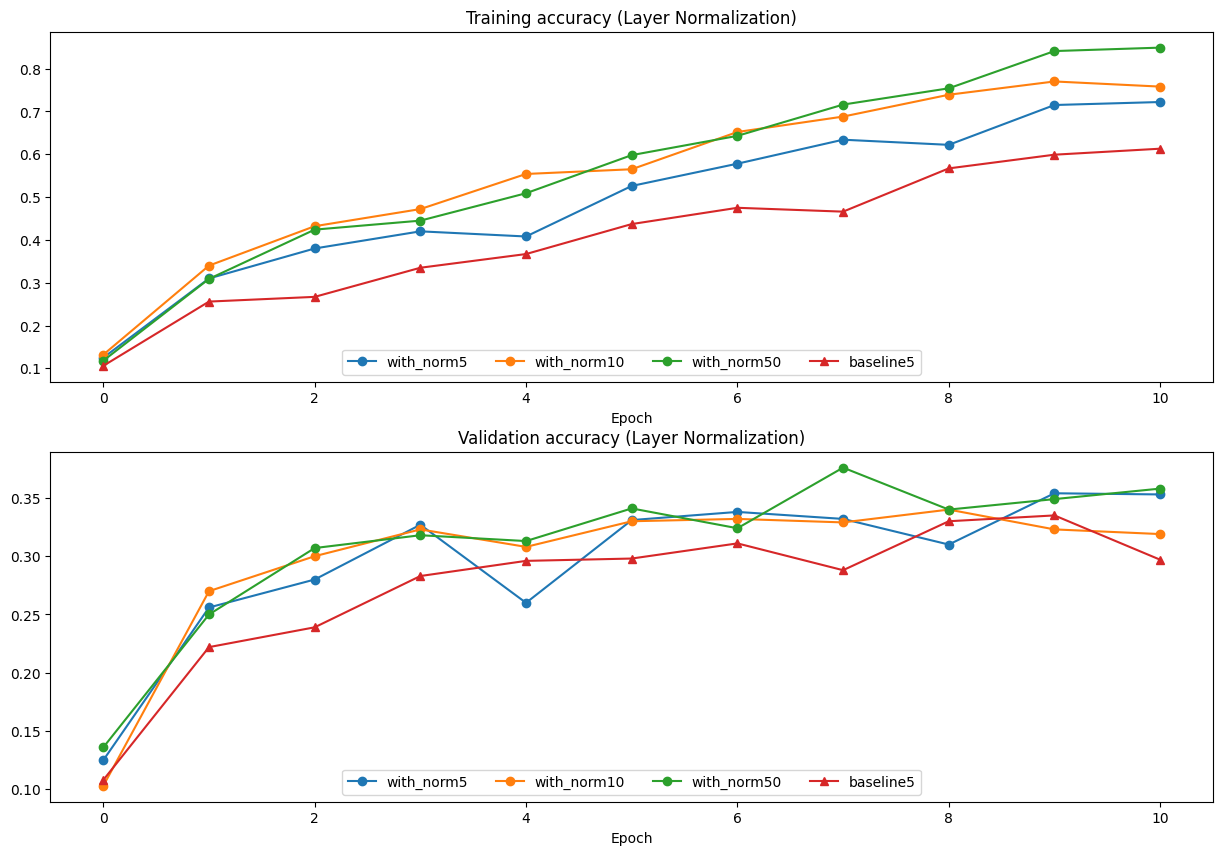 Training accuracy (Layer Normalization)
0.8
0.7
0.6
0.5
0.4
0.3
0.2
0.1
with_norm5 with_norm10 with_norm50 baseline5
0 2 4 6 8 10
Epoch
Validation accuracy (Layer Normalization)
0.35
0.30
0.25
0.20
0.15
0.10
with_norm5 with_norm10 with_norm50 baseline5
0 2 4 6 8 10
Epoch